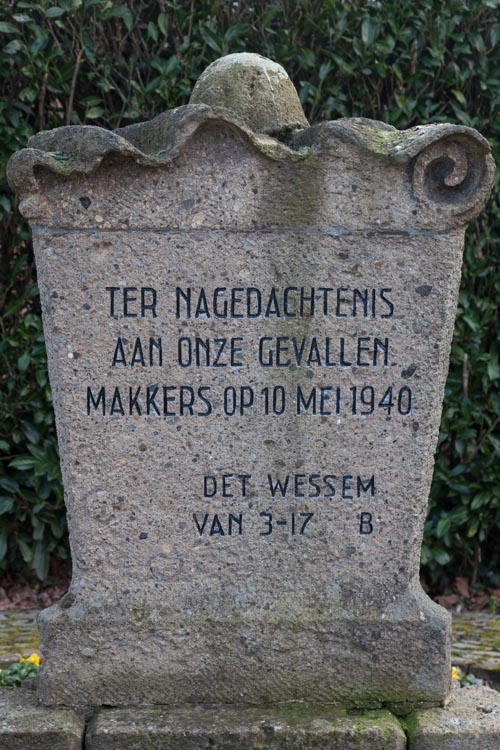 TER NAGEDACHTENIS
AAN ONZE GEVALLEN
MAKKERS OP 10 MEI 1940
DET WESSEM
VAN 3-17 B